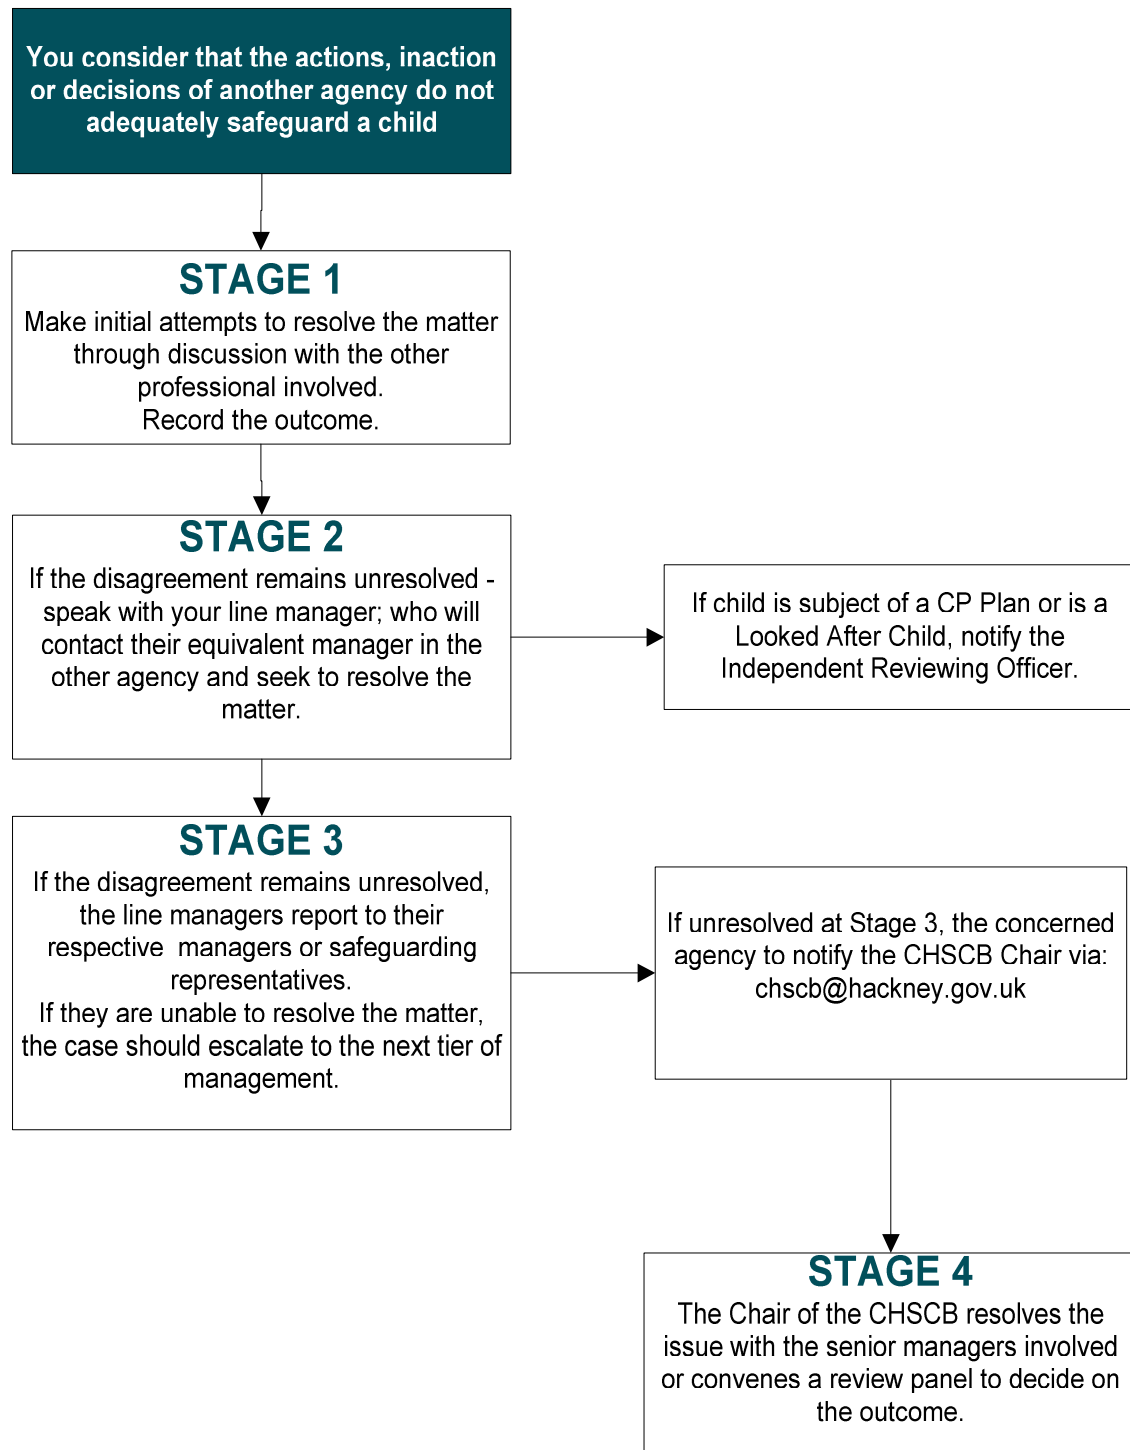 You consider that the actions, inaction
or decisions of another agency do not
adequately safeguard a child
STAGE 1
Make initial attempts to resolve the matter
through discussion with the other
professional involved.
Record the outcome.
STAGE 2
If the disagreement remains unresolved -
speak with your line manager; who will
contact their equivalent manager in the
other agency and seek to resolve the
matter.
If child is subject of a CP Plan or is a
Looked After Child, notify the
Independent Reviewing Officer.
STAGE 3
If the disagreement remains unresolved,
the line managers report to their
respective managers or safeguarding
representatives.
If they are unable to resolve the matter,
the case should escalate to the next tier of
management.
If unresolved at Stage 3, the concerned
agency to notify the CHSCB Chair via:
chscb@hackney.gov.uk
STAGE 4
The Chair of the CHSCB resolves the
issue with the senior managers involved
or convenes a review panel to decide on
the outcome.